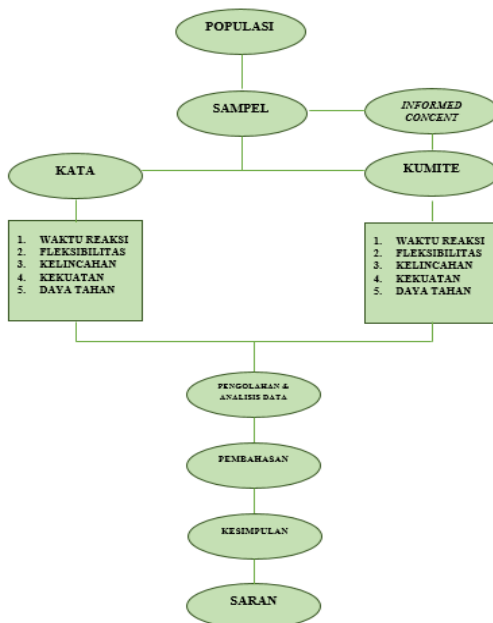 POPULASI
SAMPEL
INFORMED
CONCENT
KATA
KUMITE
1. WAKTU REAKSI
2. FLEKSIBILITAS
3. KELINCAHAN
4. KEKUATAN
5. DAYA TAHAN
1. WAKTU REAKSI
2. FLEKSIBILITAS
3. KELINCAHAN
4. KEKUATAN
5. DAYA TAHAN
PENGOLAHAN &
ANALISIS DATA
PEMBAHASAN
KESIMPULAN
SARAN